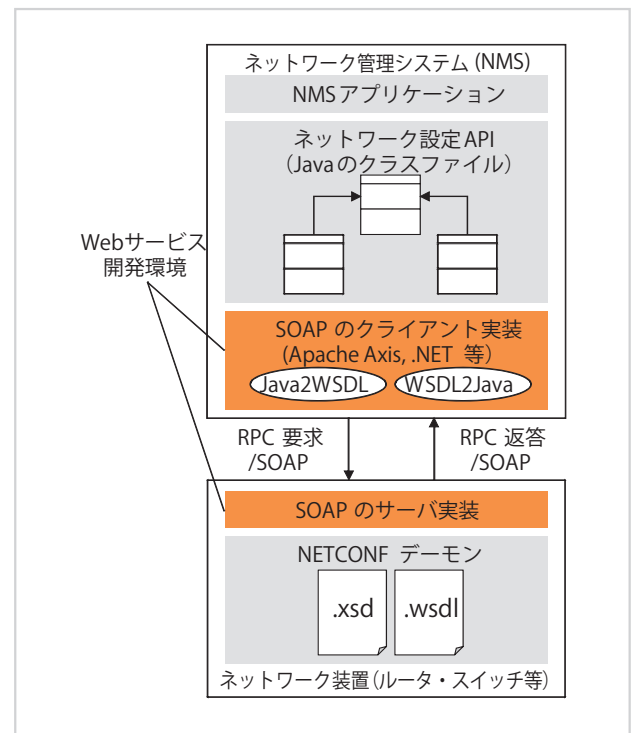 ネットワーク管理システム (NMS)
NMSアプリケーション
ネットワーク設定API
(Javaのクラスファイル)
Webサービス
開発環境
SOAP のクライアント実装
(Apache Axis, .NET 等)
Java2WSDL
WSDL2Java
RPC 要求
/SOAP
RPC 返答
/SOAP
SOAP のサーバ実装
NETCONF デーモン
.xsd
.wsdl
ネットワーク装置(ルータ・スイッチ等)